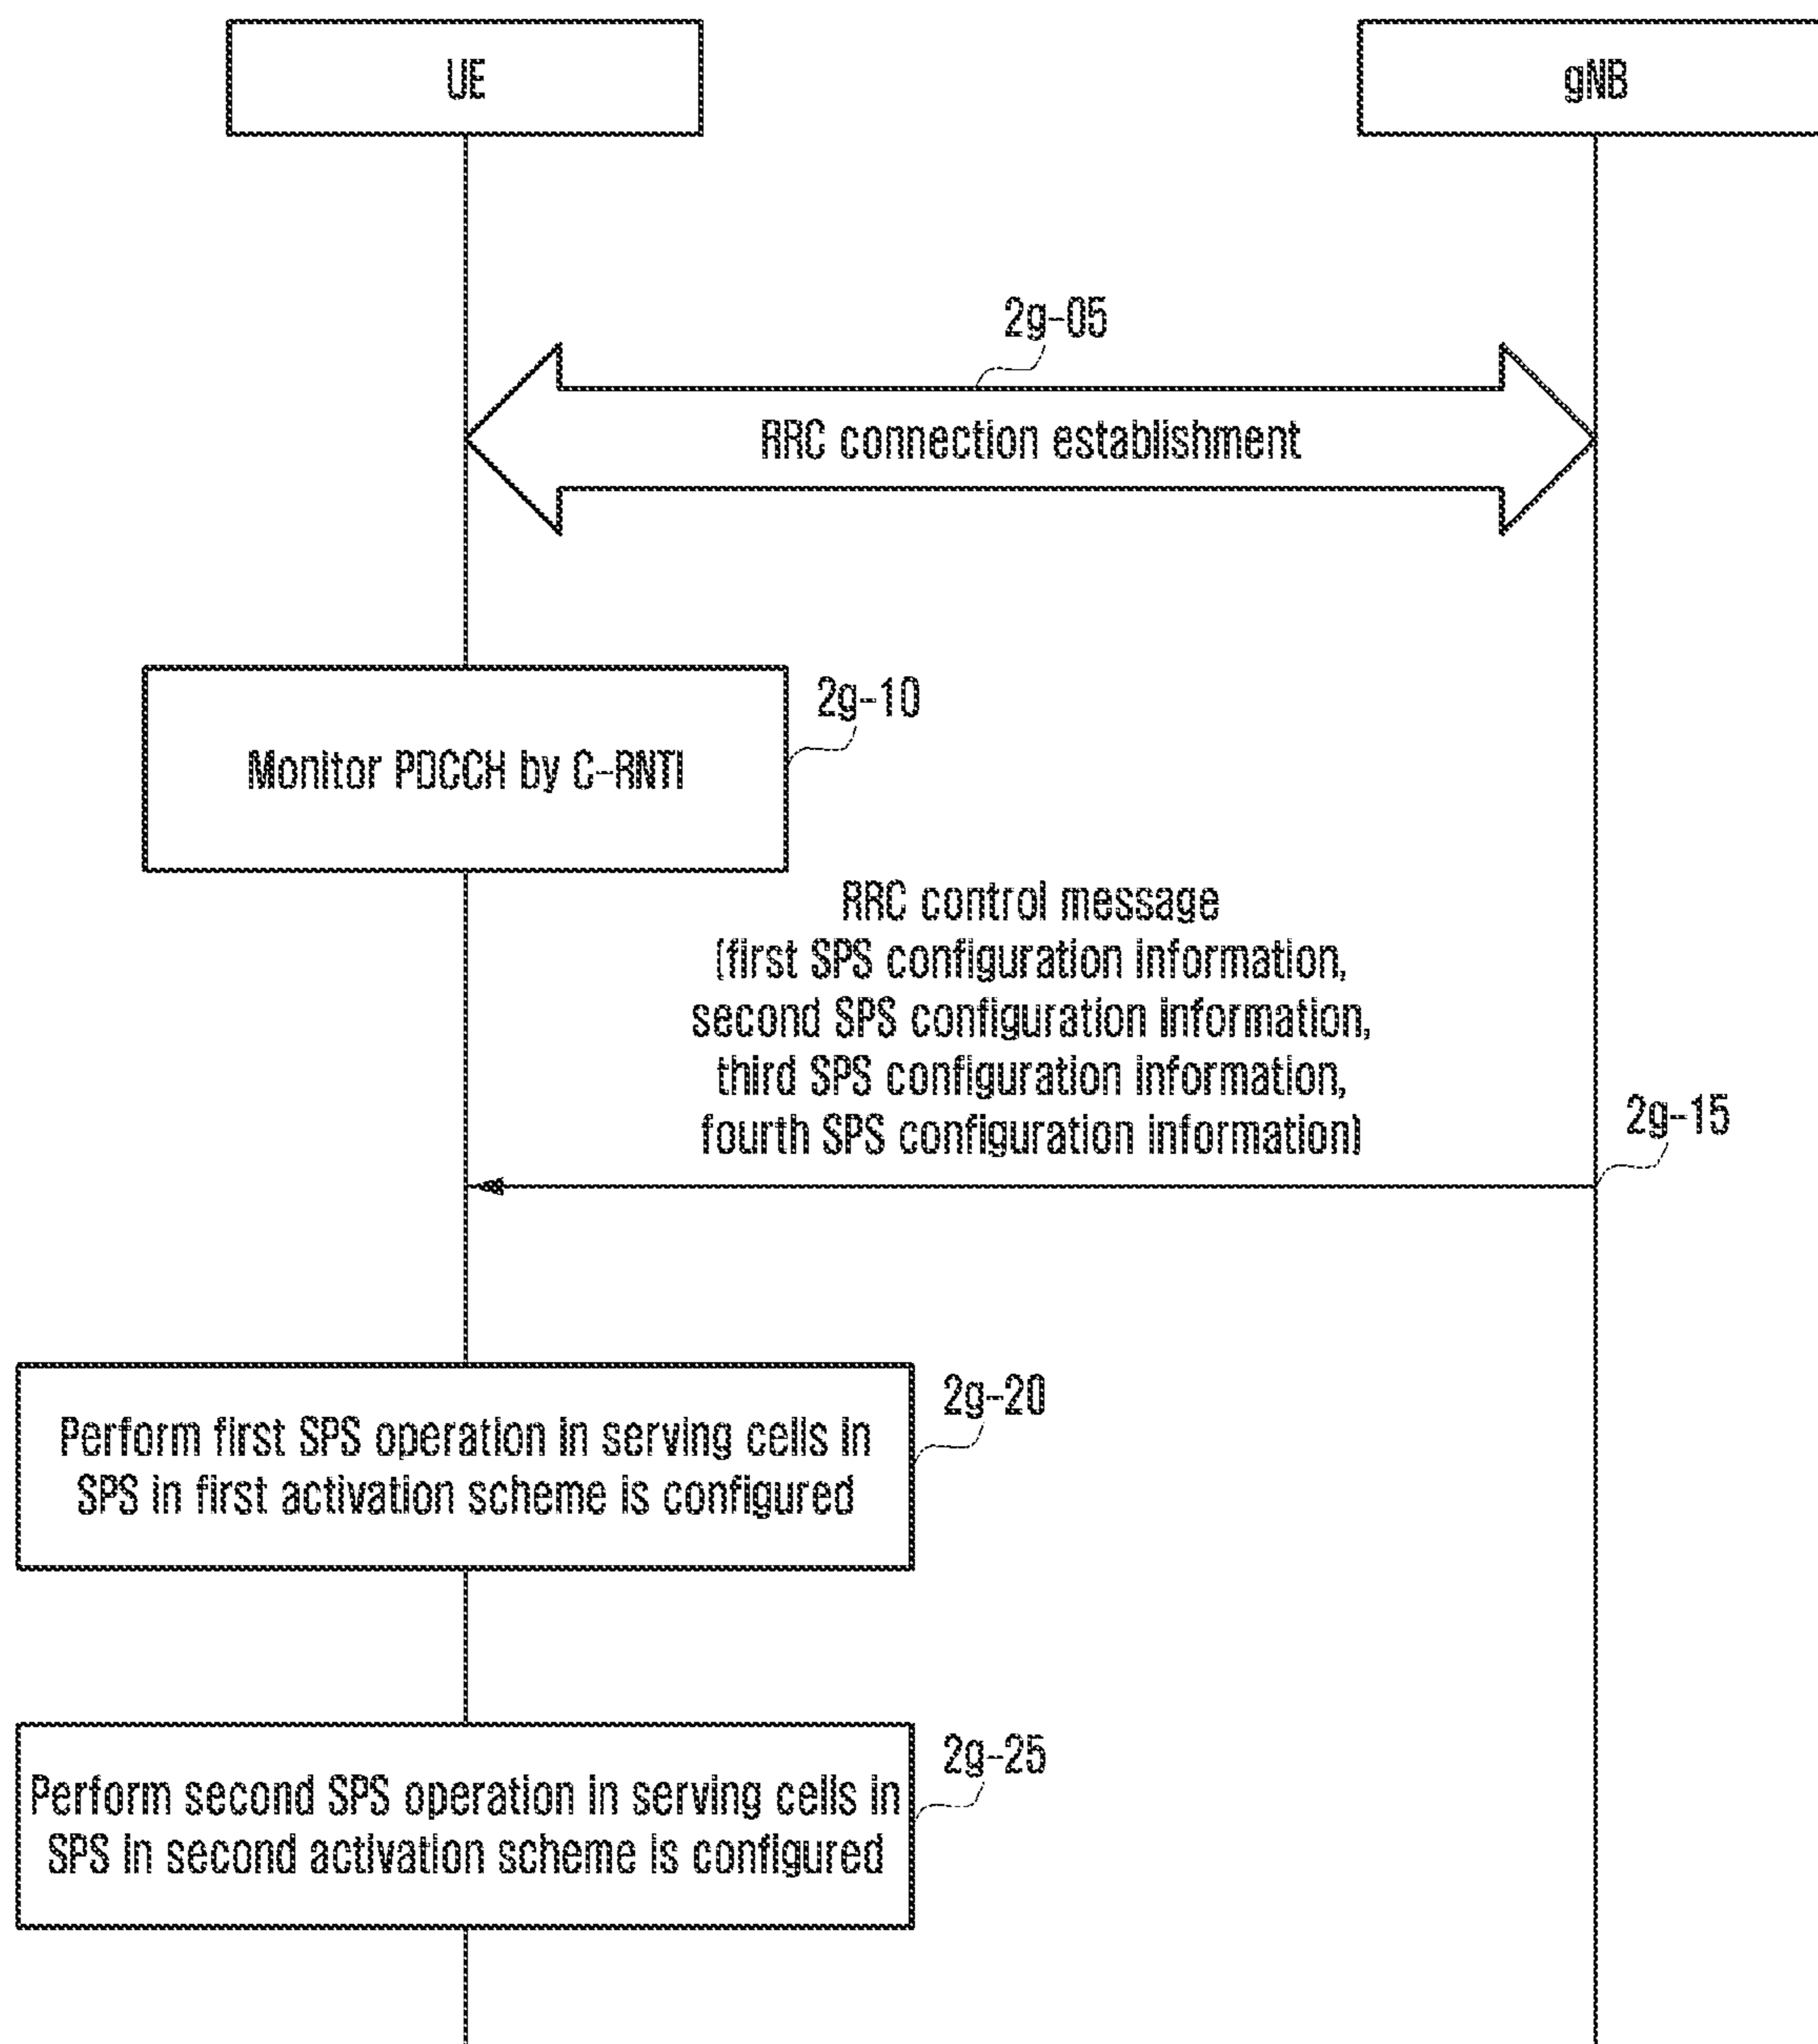 UE
gNB
2g-05
RRC connection establishment
2g-10
Monitor PDCCH by C-RNTI
RRC control message
(first SPS configuration information,
second SPS configuration information,
third SPS configuration information,
fourth SPS configuration information)
2g-15
2g-20
Perform first SPS operation in serving cells in
SPS in first activation scheme is configured
2g-25
Perform second SPS operation in serving cells in
SPS in second activation scheme is configured